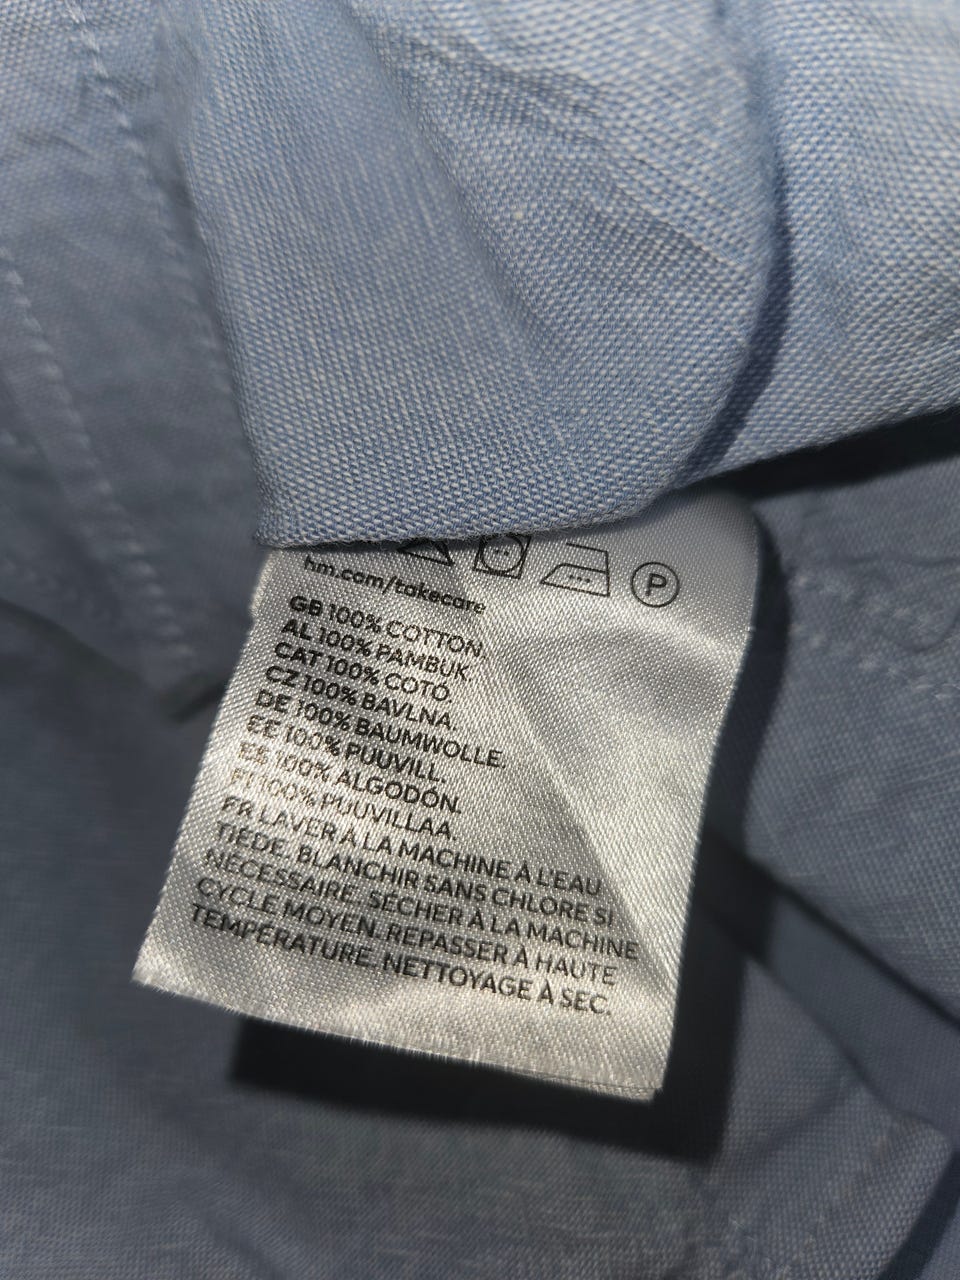 P
hm.com/takecare
GB 100% COTTON.
AL 100% PAMBUK.
CAT 100% COTÓ.
CZ 100% BAVLNA.
DE 100% BAUMWOLLE.
EE 100% PUUVILL.
ES 100% ALGODÓN.
FI 100% PUUVILLAA.
FR LAVER À LA MACHINE À L'EAU
TIÈDE. BLANCHIR SANS CHLORE SI
NÉCESSAIRE. SÉCHER À LA MACHINE
CYCLE MOYEN. REPASSER À HAUTE
TEMPÉRATURE. NETTOYAGE À SEC.